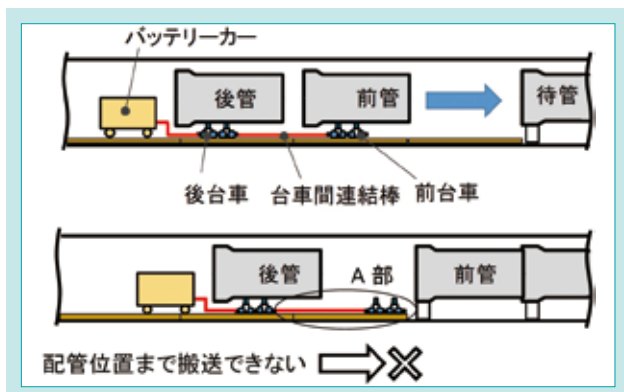 バッテリーカー
後管
前管
待管
後台車
台車間連結棒
前台車
後管
A部
前管
配管位置まで搬送できない